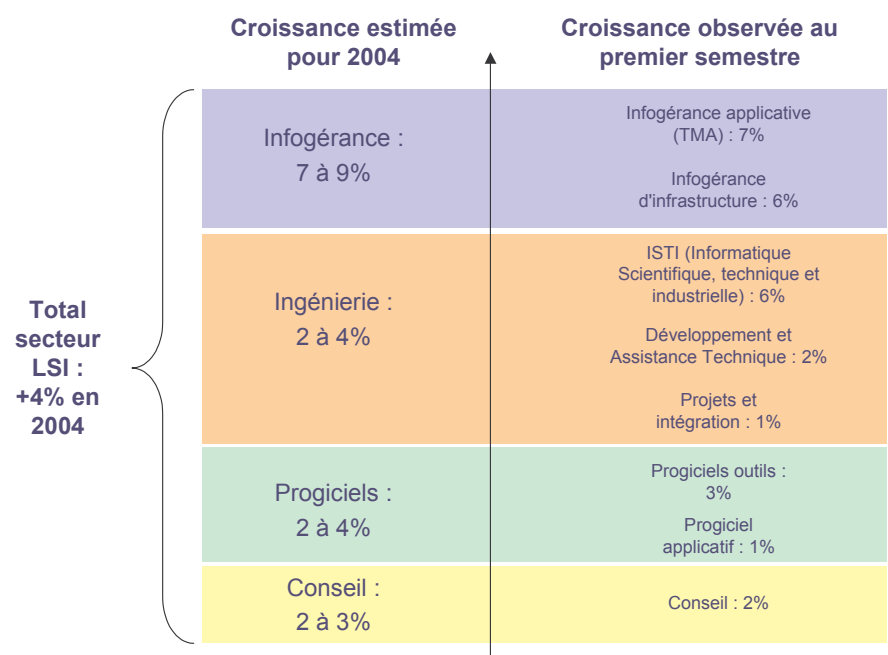 Croissance estimée
pour 2004
Croissance observée au
premier semestre
Total
secteur
LSI :
+4% en
2004
Infogérance :
7 à 9%
Infogérance applicative
(TMA) : 7%
Infogérance
d'infrastructure : 6%
Ingénierie :
2 à 4%
ISTI (Informatique
Scientifique, technique et
industrielle) : 6%
Développement et
Assistance Technique : 2%
Projets et
intégration : 1%
Progiciels :
2 à 4%
Progiciels outils :
3%
Progiciel
applicatif : 1%
Conseil :
2 à 3%
Conseil : 2%